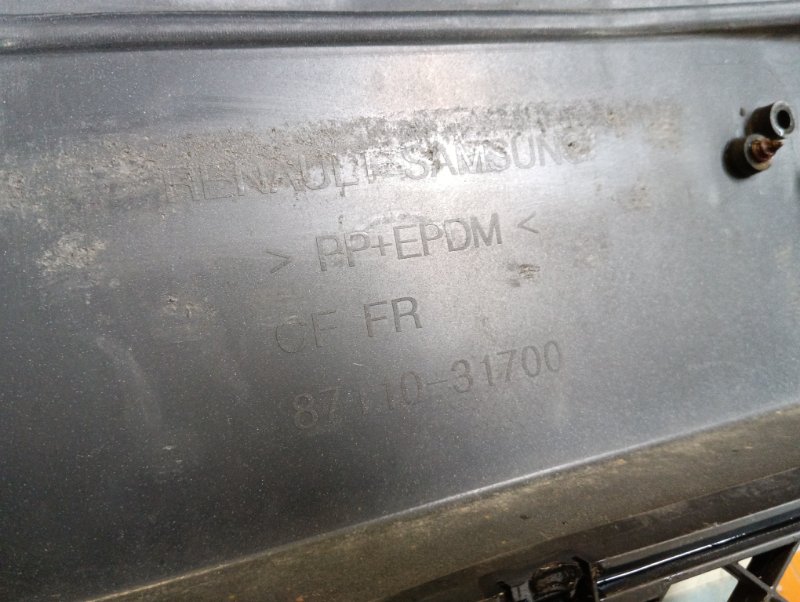 RENAULT SAMSUNG
> PP+EPDM <
CF FR
87110-31700